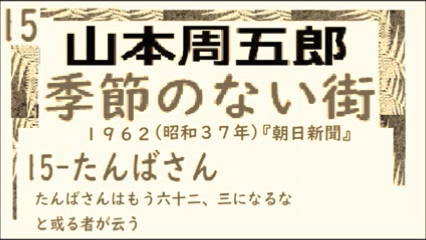 15
山本周五郎
季節のない街
１９６２(昭和３７年)『朝日新聞』
15-たんばさん
たんばさんはもう六十二、三になるな
と或る者が云う